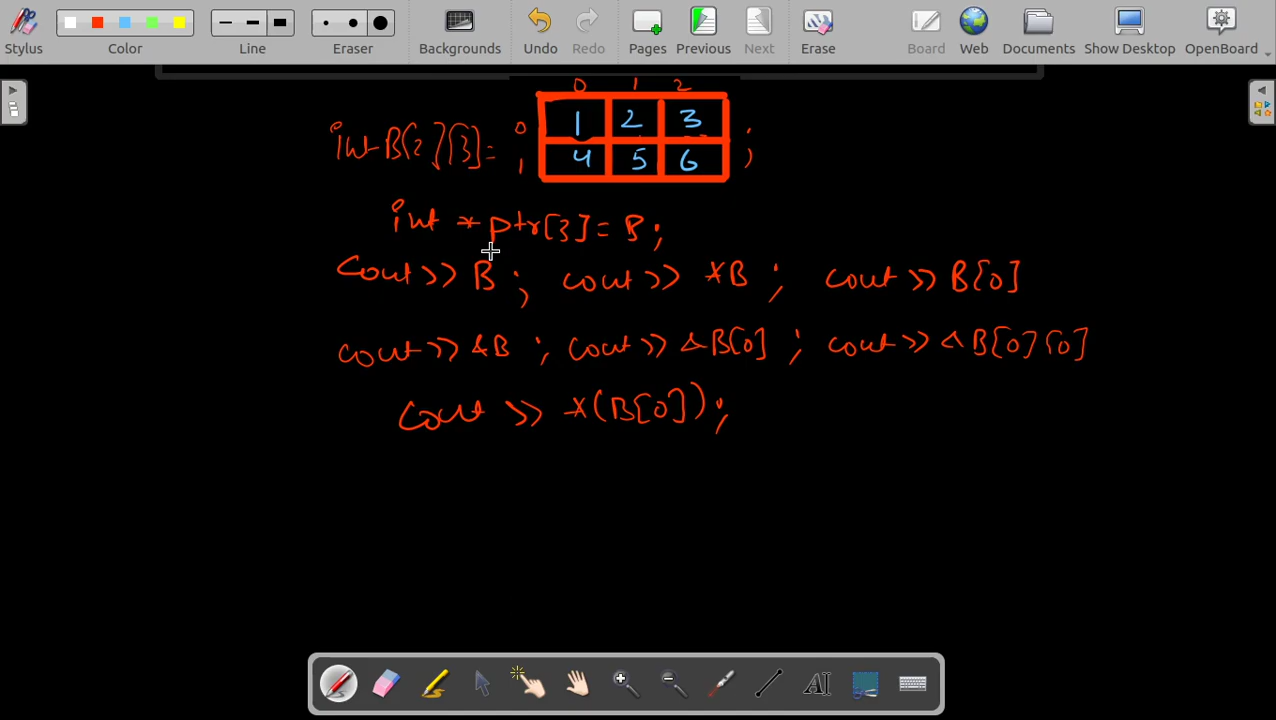 Stylus Color Line Eraser Backgrounds Undo Redo Pages Previous Next Erase Board Web Documents Show Desktop OpenBoard
0 1 2
int B[2][3]= 0 1 2 3 ;
1 4 5 6
int *ptr[3]= B;
Cout>> B; cout>> *B; cout>> B[0]
cout>> &B; cout>> &B[0]; cout>> &B[0][0]
cout >> *(B[0]);
AI